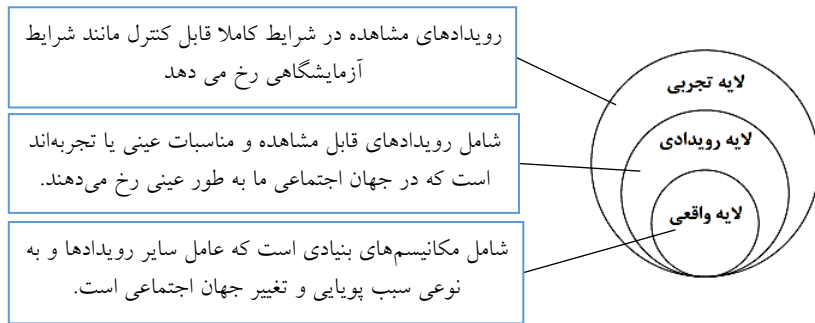 رویدادهای مشاهده در شرایط کاملا قابل کنترل مانند شرایط
آزمایشگاهی رخ می دهد
شامل رویدادهای قابل مشاهده و مناسبات عینی یا تجربه‌اند
است که در جهان اجتماعی ما به طور عینی رخ می‌دهند.
شامل مکانیسم‌های بنیادی است که عامل سایر رویدادها و به
نوعی سبب پویایی و تغییر جهان اجتماعی است.
لایه تجربی
لایه رویدادی
لایه واقعی